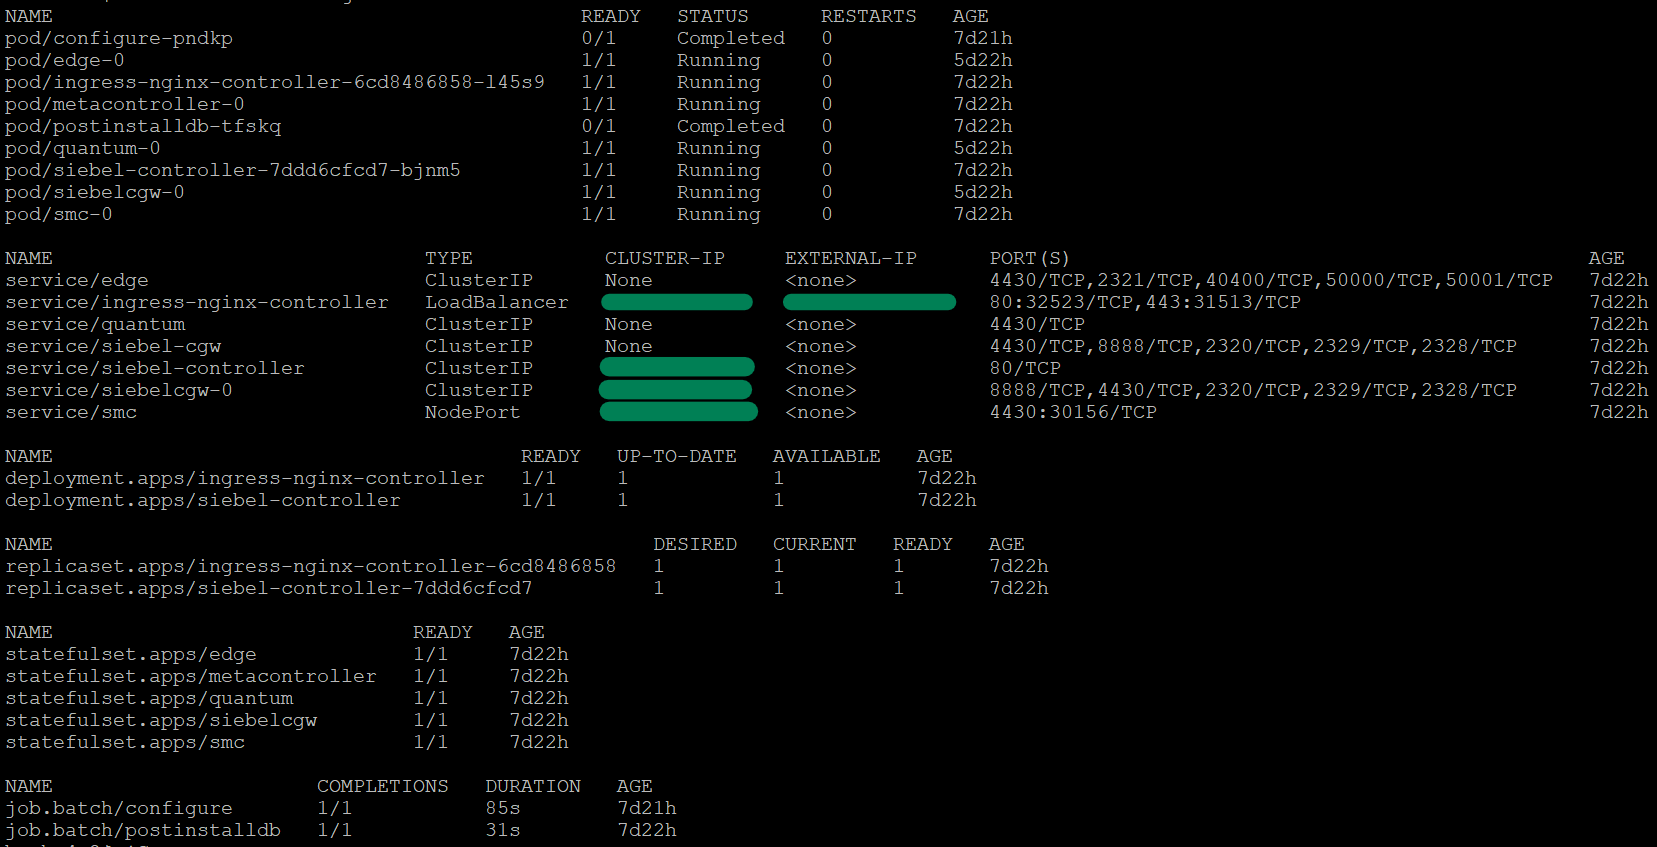 NAME READY STATUS RESTARTS AGE
pod/configure-pndkp 0/1 Completed 0 7d21h
pod/edge-0 1/1 Running 0 5d22h
pod/ingress-nginx-controller-6cd8486858-l45s9 1/1 Running 0 7d22h
pod/metacontroller-0 1/1 Running 0 7d22h
pod/postinstalldb-tfskq 0/1 Completed 0 7d22h
pod/quantum-0 1/1 Running 0 5d22h
pod/siebel-controller-7ddd6cfcd7-bjnm5 1/1 Running 0 7d22h
pod/siebelcgw-0 1/1 Running 0 5d22h
pod/smc-0 1/1 Running 0 7d22h
NAME TYPE CLUSTER-IP EXTERNAL-IP PORT(S) AGE
service/edge ClusterIP None <none> 4430/TCP,2321/TCP,40400/TCP,50000/TCP,50001/TCP 7d22h
service/ingress-nginx-controller LoadBalancer 80:32523/TCP,443:31513/TCP 7d22h
service/quantum ClusterIP None <none> 4430/TCP 7d22h
service/siebel-cgw ClusterIP None <none> 4430/TCP,8888/TCP,2320/TCP,2329/TCP,2328/TCP 7d22h
service/siebel-controller ClusterIP <none> 80/TCP 7d22h
service/siebelcgw-0 ClusterIP <none> 8888/TCP,4430/TCP,2320/TCP,2329/TCP,2328/TCP 7d22h
service/smc NodePort <none> 4430:30156/TCP 7d22h
NAME READY UP-TO-DATE AVAILABLE AGE
deployment.apps/ingress-nginx-controller 1/1 1 1 7d22h
deployment.apps/siebel-controller 1/1 1 1 7d22h
NAME DESIRED CURRENT READY AGE
replicaset.apps/ingress-nginx-controller-6cd8486858 1 1 1 7d22h
replicaset.apps/siebel-controller-7ddd6cfcd7 1 1 1 7d22h
NAME READY AGE
statefulset.apps/edge 1/1 7d22h
statefulset.apps/metacontroller 1/1 7d22h
statefulset.apps/quantum 1/1 7d22h
statefulset.apps/siebelcgw 1/1 7d22h
statefulset.apps/smc 1/1 7d22h
NAME COMPLETIONS DURATION AGE
job.batch/configure 1/1 85s 7d21h
job.batch/postinstalldb 1/1 31s 7d22h